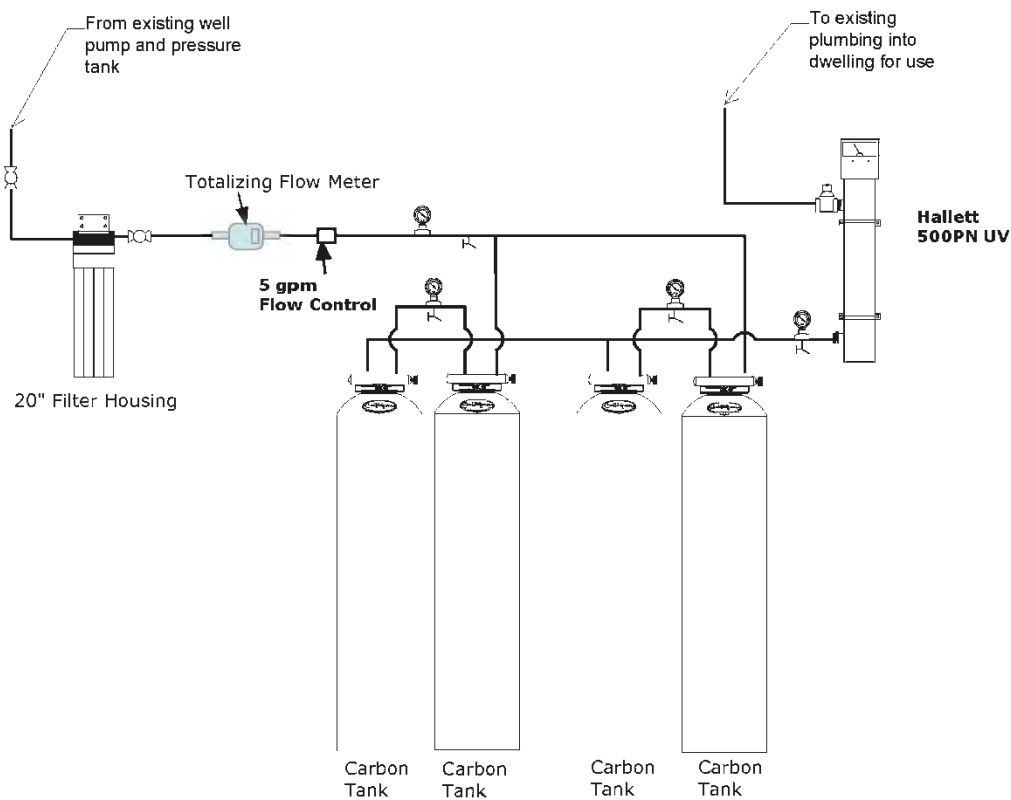 From existing well
pump and pressure
tank
To existing
plumbing into
dwelling for use
Totalizing Flow Meter
Hallett
500PN UV
5 gpm
Flow Control
20" Filter Housing
Carbon
Tank
Carbon
Tank
Carbon
Tank
Carbon
Tank